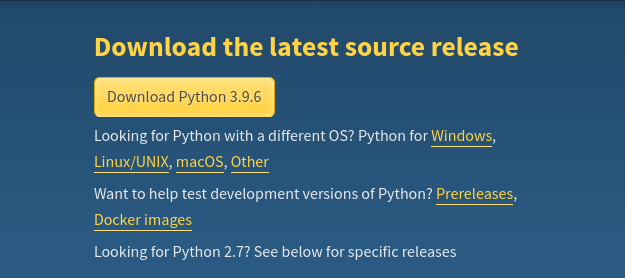 Download the latest source release
Download Python 3.9.6
Looking for Python with a different OS? Python for Windows,
Linux/UNIX, macOS, Other
Want to help test development versions of Python? Prereleases,
Docker images
Looking for Python 2.7? See below for specific releases